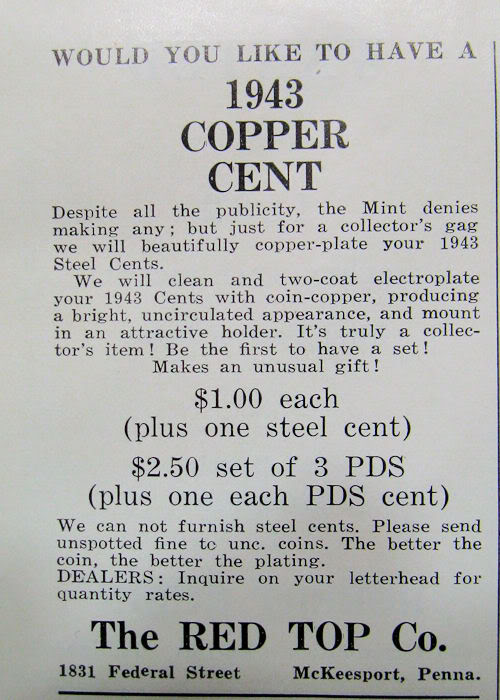 WOULD YOU LIKE TO HAVE A
1943
COPPER
CENT
Despite all the publicity, the Mint denies
making any; but just for a collector's gag
we will beautifully copper-plate your 1943
Steel Cents.
We will clean and two-coat electroplate
your 1943 Cents with coin-copper, producing
a bright, uncirculated appearance, and mount
in an attractive holder. It's truly a collec-
tor's item! Be the first to have a set!
Makes an unusual gift!
$1.00 each
(plus one steel cent)
$2.50 set of 3 PDS
(plus one each PDS cent)
We can not furnish steel cents. Please send
unspotted fine to unc. coins. The better the
coin, the better the plating.
DEALERS: Inquire on your letterhead for
quantity rates.
The RED TOP Co.
1831 Federal Street McKeesport, Penna.